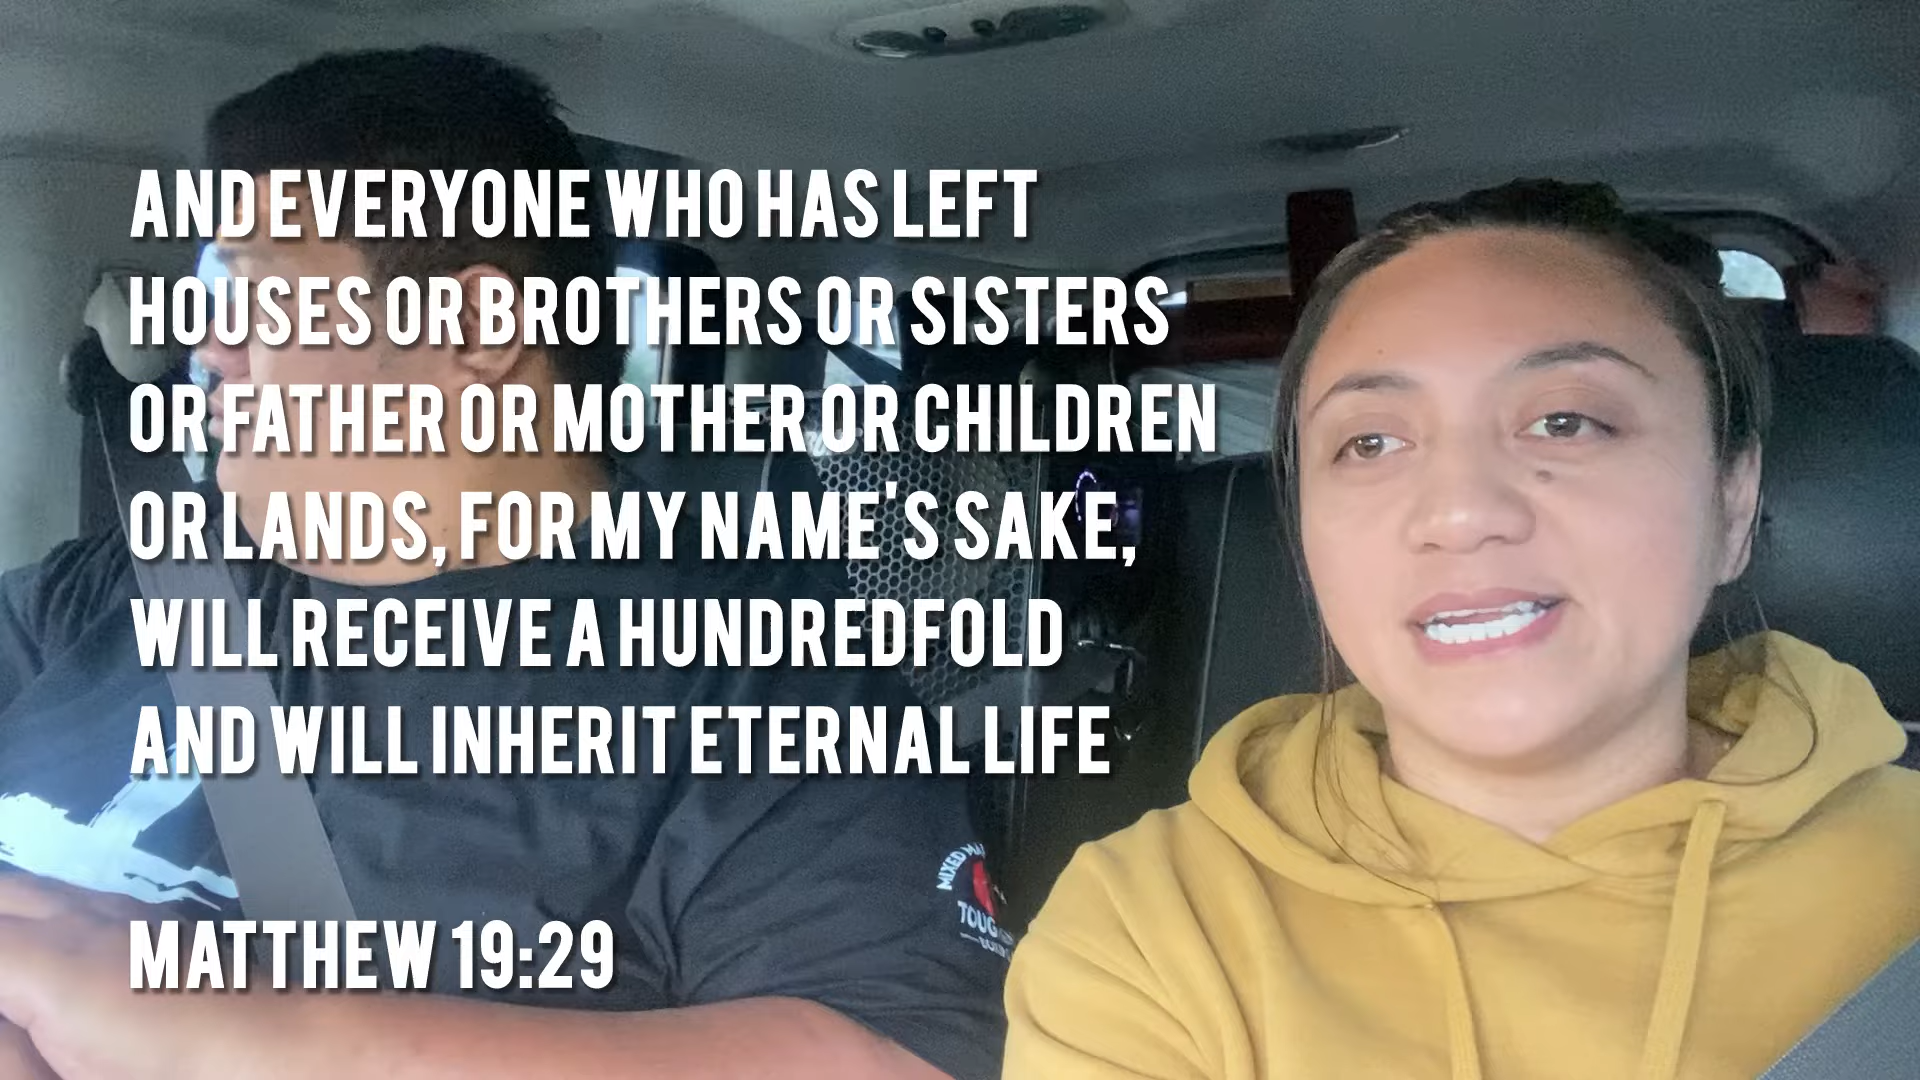 AND EVERYONE WHO HAS LEFT
HOUSES OR BROTHERS OR SISTERS
OR FATHER OR MOTHER OR CHILDREN
OR LANDS, FOR MY NAME'S SAKE,
WILL RECEIVE A HUNDREDFOLD
AND WILL INHERIT ETERNAL LIFE
MATTHEW 19:29
MIXED